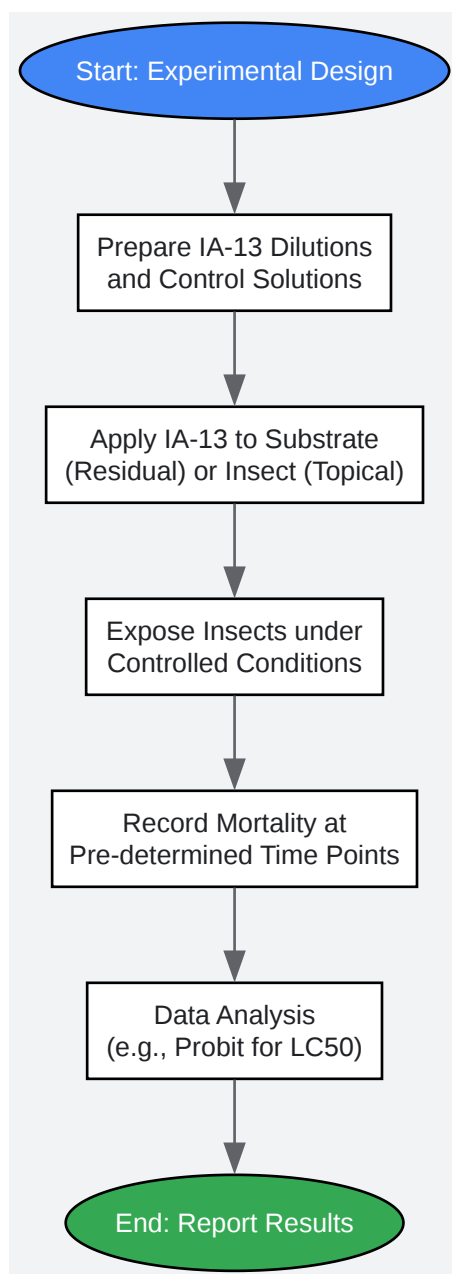 Start: Experimental Design
Prepare IA-13 Dilutions
and Control Solutions
Apply IA-13 to Substrate
(Residual) or Insect (Topical)
Expose Insects under
Controlled Conditions
Record Mortality at
Pre-determined Time Points
Data Analysis
(e.g., Probit for LC50)
End: Report Results